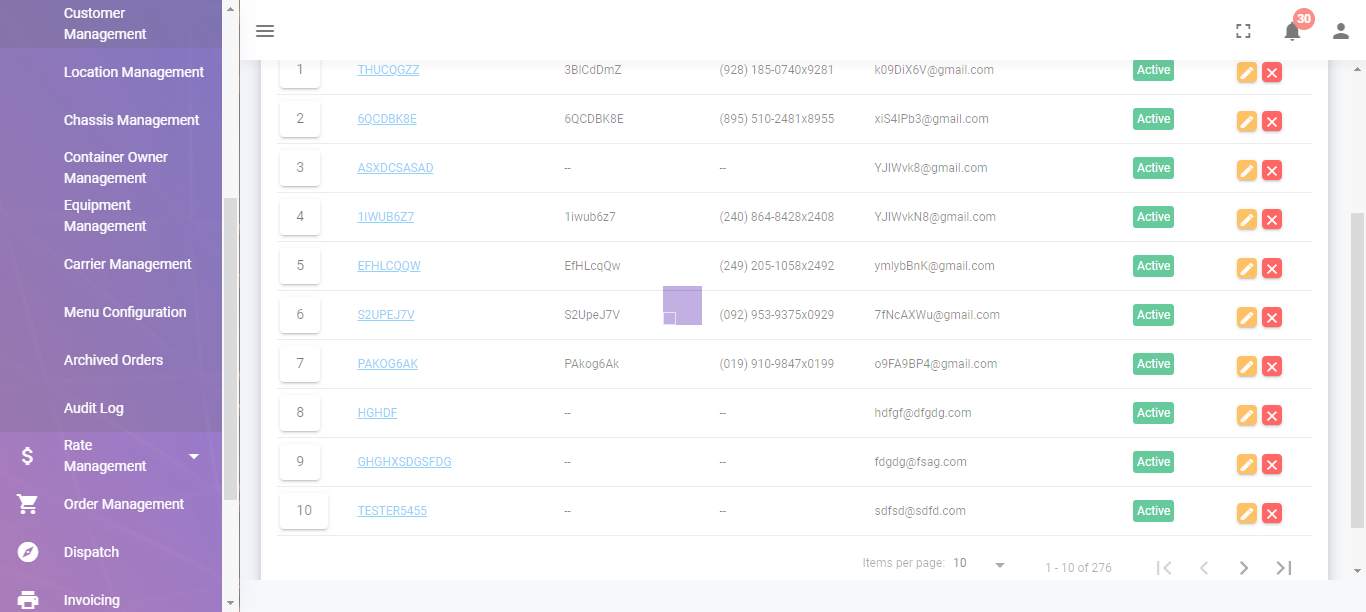 Customer
Management
Location Management
Chassis Management
Container Owner
Management
Equipment
Management
Carrier Management
Menu Configuration
Archived Orders
Audit Log
Rate
Management
Order Management
Dispatch
Invoicing
30
1 THUCQGZZ 3BlCdDmZ (928) 185-0740x9281 k09DiX6V@gmail.com Active
2 6QCDBK8E 6QCDBK8E (895) 510-2481x8955 xiS4IPb3@gmail.com Active
3 ASXDCSASAD -- -- YJIWvk8@gmail.com Active
4 1IWUB6Z7 1iwub6z7 (240) 864-8428x2408 YJIWvkN8@gmail.com Active
5 EFHLCQQW EfHLcqQw (249) 205-1058x2492 ymlybBnK@gmail.com Active
6 S2UPEJ7V S2UpeJ7V (092) 953-9375x0929 7fNcAXWu@gmail.com Active
7 PAKOG6AK PAkog6Ak (019) 910-9847x0199 o9FA9BP4@gmail.com Active
8 HGHDF -- -- hdfgf@dfgdg.com Active
9 GHGHXSDGSFDG -- -- fdgdg@fsag.com Active
10 TESTER5455 -- -- sdfsd@sdfd.com Active
Items per page: 10 1 - 10 of 276